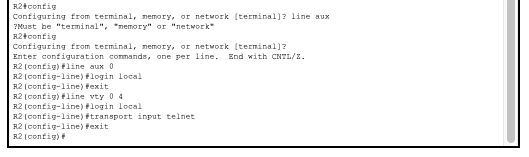 R2#config
Configuring from terminal, memory, or network [terminal]? line aux
?Must be "terminal", "memory" or "network"
R2#config
Configuring from terminal, memory, or network [terminal]?
Enter configuration commands, one per line.  End with CNTL/Z.
R2(config)#line aux 0
R2(config-line)#login local
R2(config-line)#exit
R2(config)#line vty 0 4
R2(config-line)#login local
R2(config-line)#transport input telnet
R2(config-line)#exit
R2(config)#